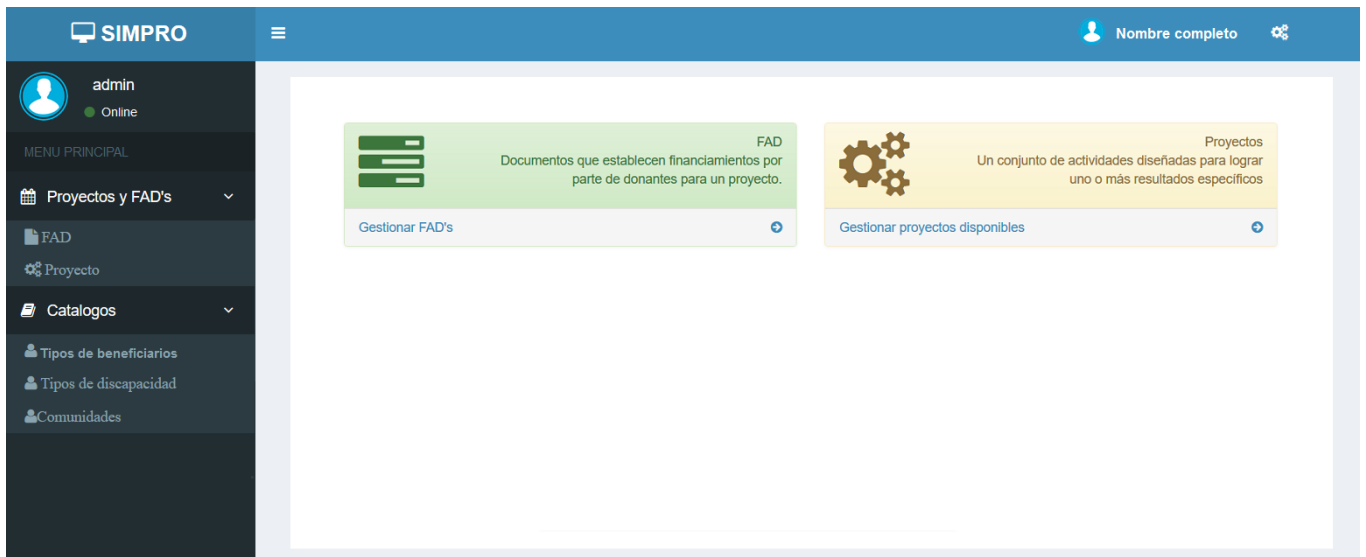 SIMPRO
Nombre completo
admin
Online
MENU PRINCIPAL
Proyectos y FAD's
FAD
Proyecto
Catalogos
Tipos de beneficiarios
Tipos de discapacidad
Comunidades
FAD
Documentos que establecen financiamientos por
parte de donantes para un proyecto.
Gestionar FAD's
Proyectos
Un conjunto de actividades diseñadas para lograr
uno o más resultados específicos
Gestionar proyectos disponibles